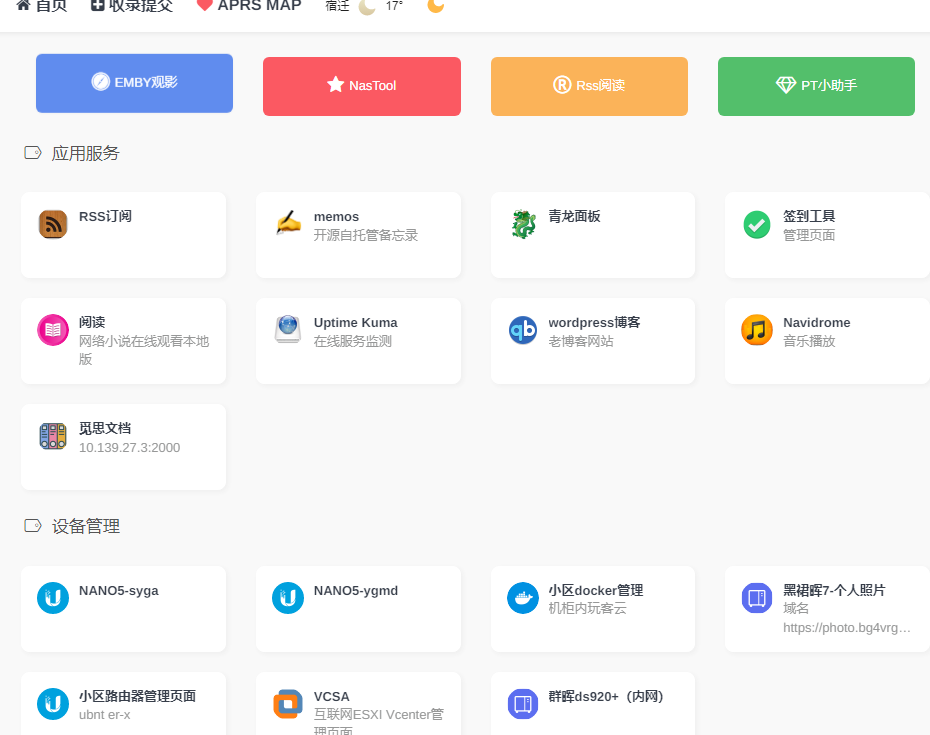 首页 收录提交 APRS MAP 宿迁 17°
EMBY观影 NasTool Rss阅读 PT小助手
应用服务
RSS订阅
memos
开源自托管备忘录
青龙面板
签到工具
管理页面
阅读
网络小说在线观看本地
版
Uptime Kuma
在线服务监测
wordpress博客
老博客网站
Navidrome
音乐播放
觅思文档
10.139.27.3:2000
设备管理
NANO5-syga
NANO5-ygmd
小区docker管理
机柜内玩客云
黑裙晖7-个人照片
域名
https://photo.bg4vrg...
小区路由器管理页面
ubnt er-x
VCSA
互联网ESXI Vcenter管
理页面
群晖ds920+（内网）